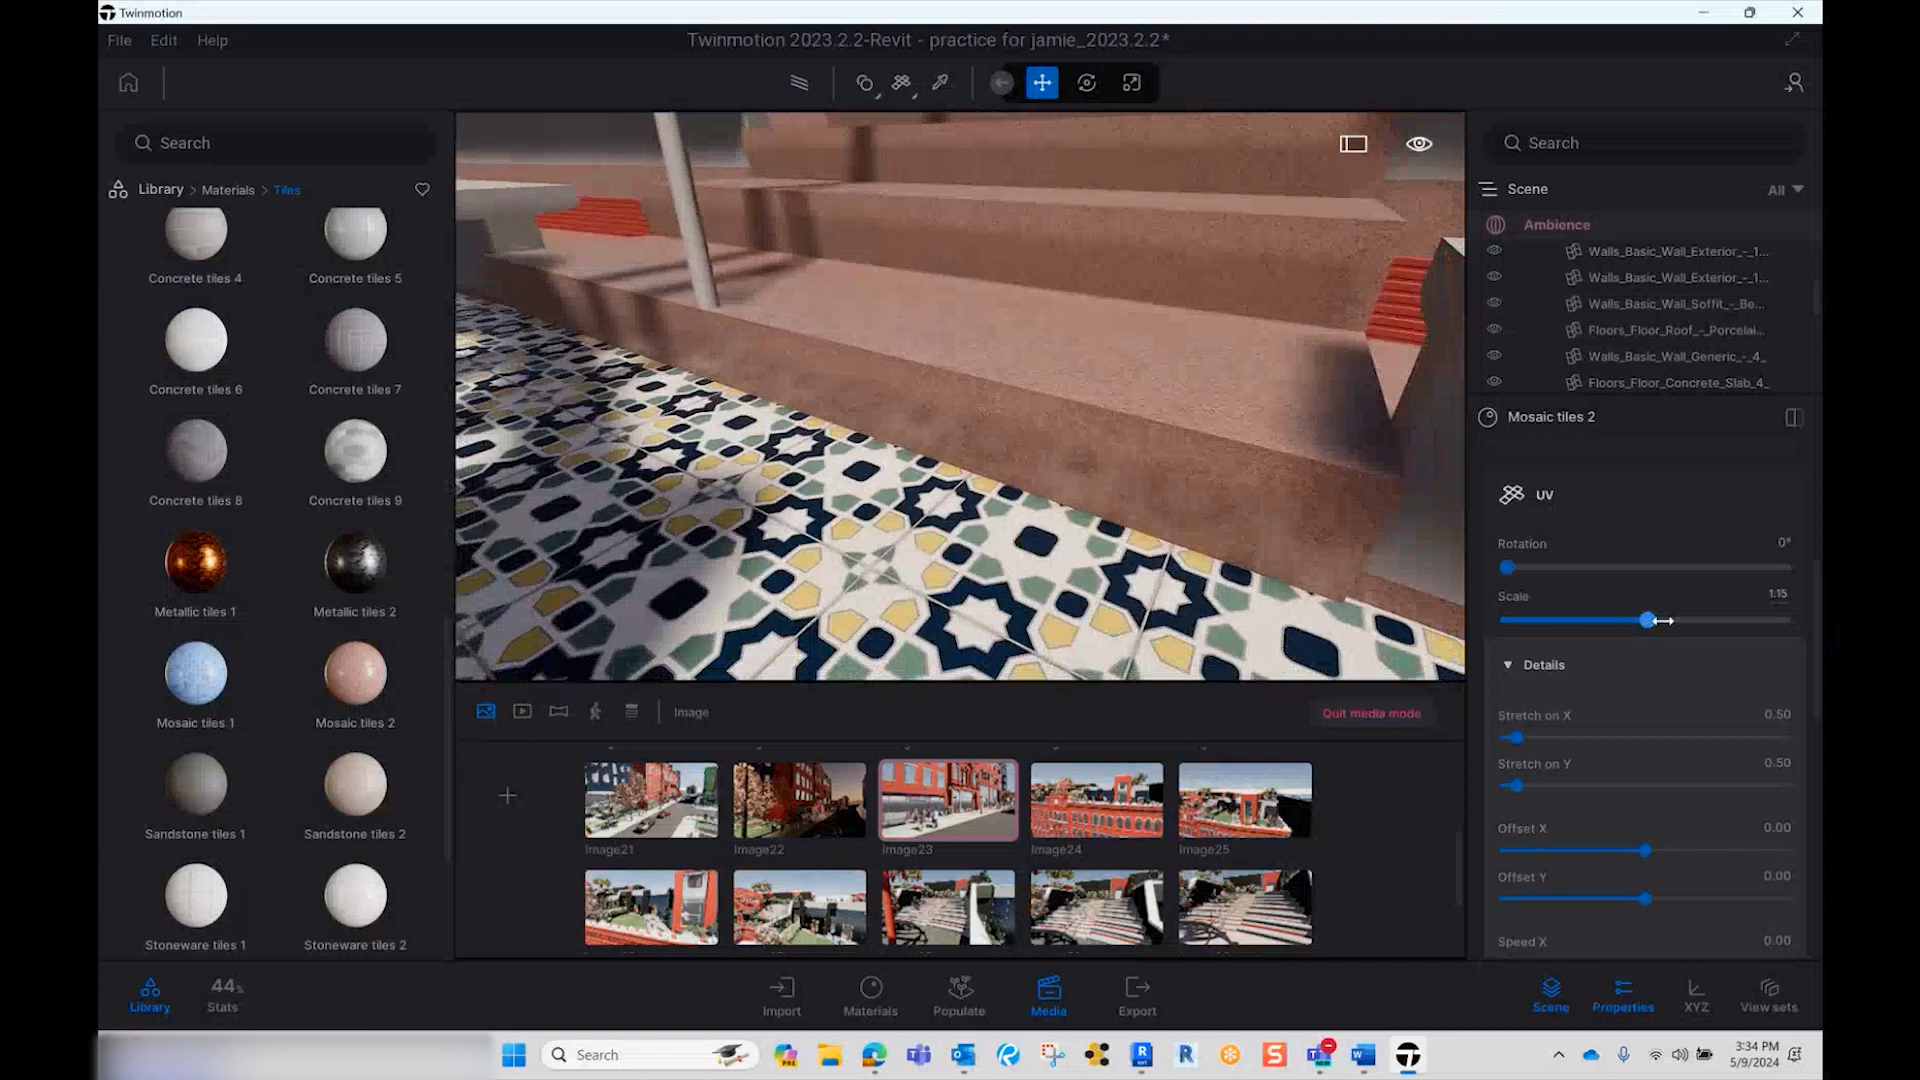 Twinmotion
File Edit Help
Twinmotion 2023.2.2-Revit - practice for jamie_2023.2.2*
Search
Library > Materials > Tiles
Concrete tiles 4
Concrete tiles 5
Concrete tiles 6
Concrete tiles 7
Concrete tiles 8
Concrete tiles 9
Metallic tiles 1
Metallic tiles 2
Mosaic tiles 1
Mosaic tiles 2
Sandstone tiles 1
Sandstone tiles 2
Stoneware tiles 1
Stoneware tiles 2
Search
Scene
All
Ambience
Walls_Basic_Wall_Exterior_-_1...
Walls_Basic_Wall_Exterior_-_1...
Walls_Basic_Wall_Soffit_-_Be...
Floors_Floor_Roof_-_Porcelai...
Walls_Basic_Wall_Generic_-_4_
Floors_Floor_Concrete_Slab_4_
Mosaic tiles 2
UV
Rotation 0°
Scale 1.15
Details
Stretch on X 0.50
Stretch on Y 0.50
Offset X 0.00
Offset Y 0.00
Speed X 0.00
Image
Quit media mode
Image21
Image22
Image23
Image24
Image25
Library
44%
Stats
Import
Materials
Populate
Media
Export
Scene
Properties
XYZ
View sets
Search
3:34 PM
5/9/2024